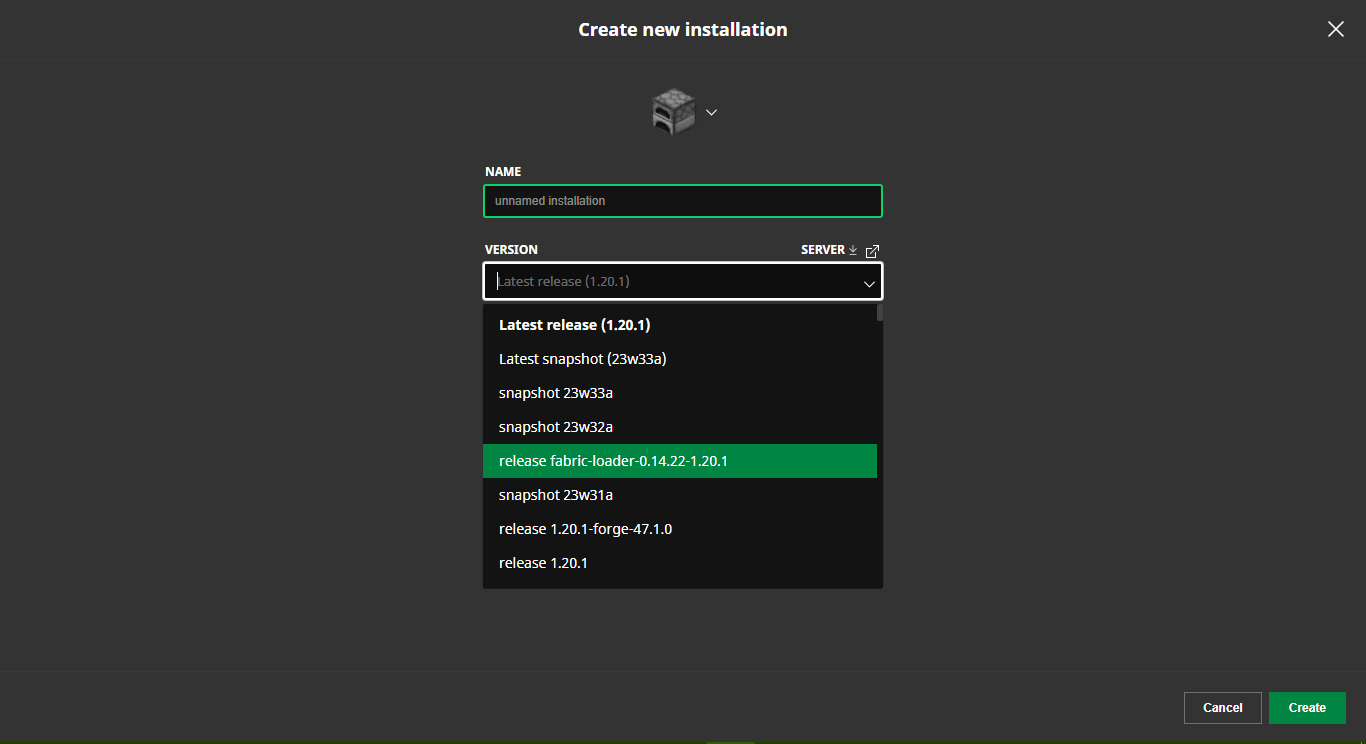 Create new installation
NAME
unnamed installation
VERSION
SERVER
Latest release (1.20.1)
Latest release (1.20.1)
Latest snapshot (23w33a)
snapshot 23w33a
snapshot 23w32a
release fabric-loader-0.14.22-1.20.1
snapshot 23w31a
release 1.20.1-forge-47.1.0
release 1.20.1
Cancel
Create